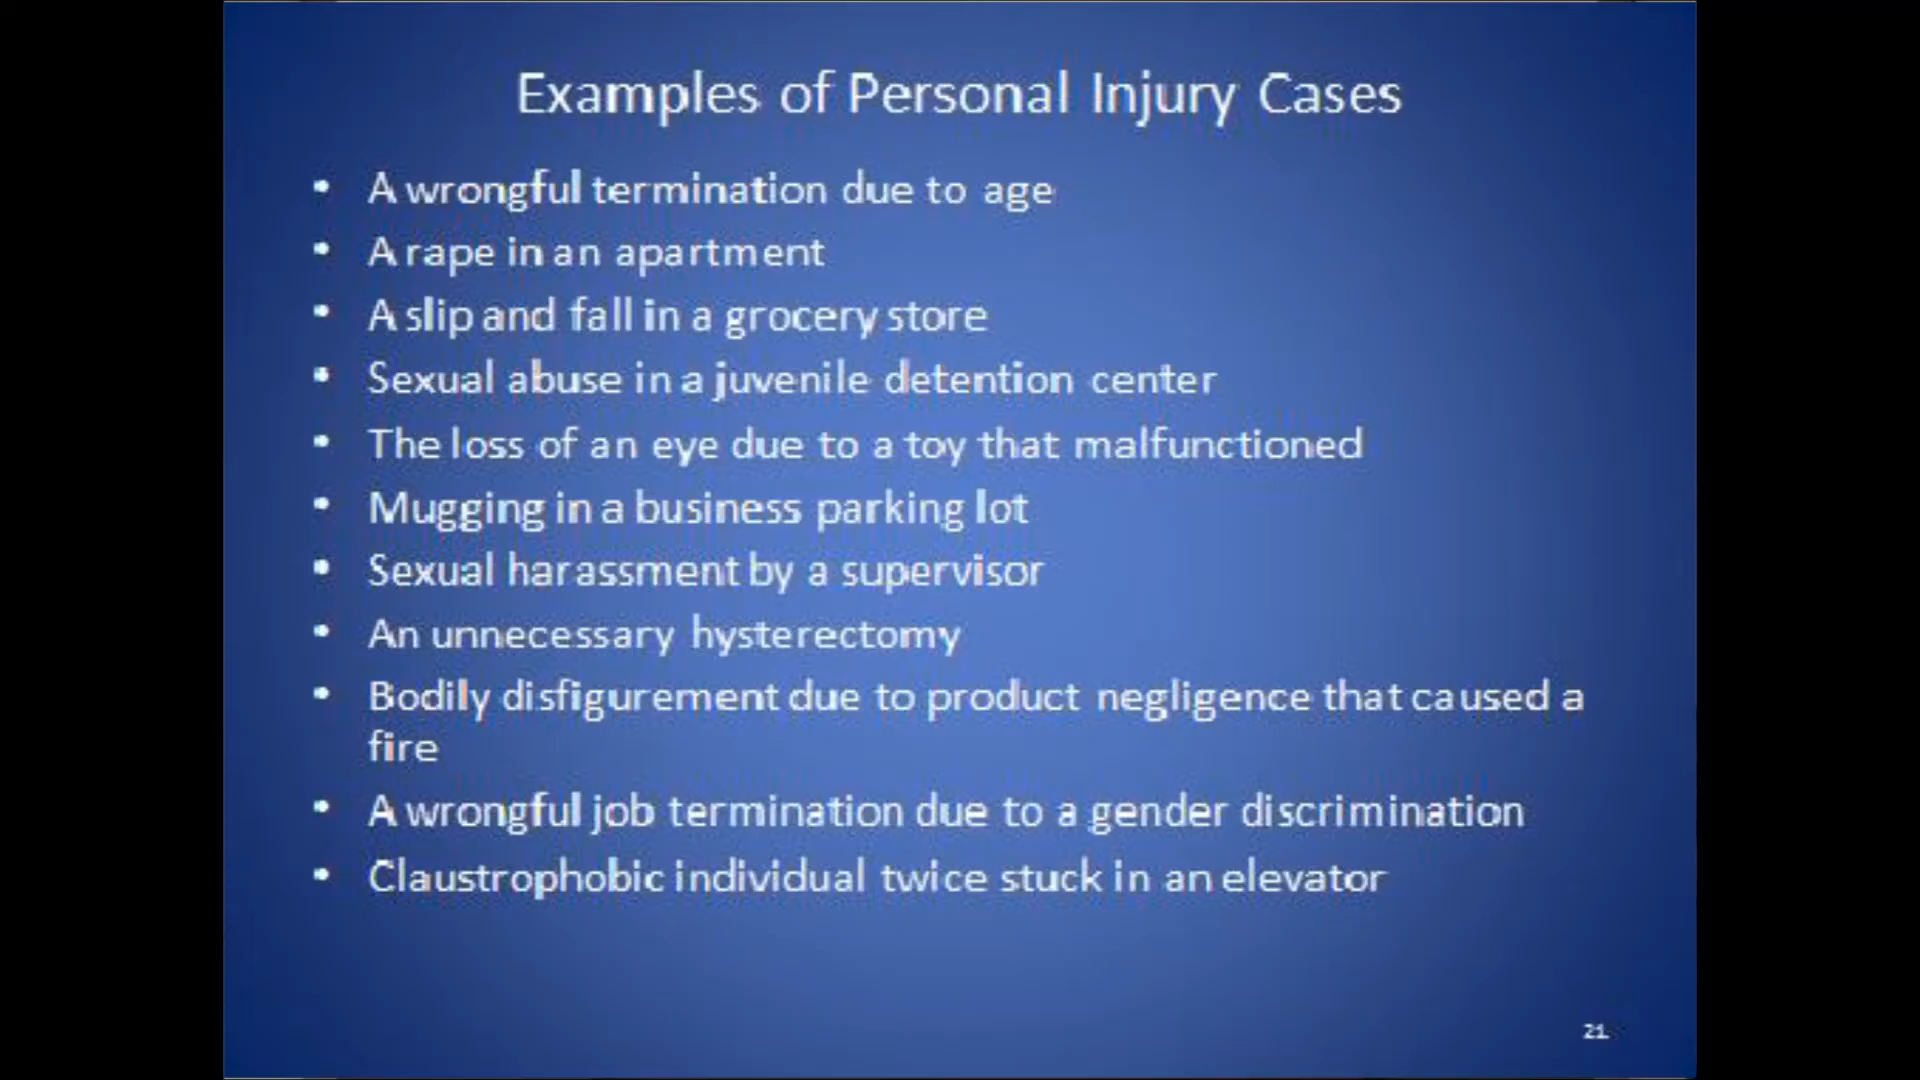 Examples of Personal Injury Cases
• A wrongful termination due to age
• A rape in an apartment
• A slip and fall in a grocery store
• Sexual abuse in a juvenile detention center
• The loss of an eye due to a toy that malfunctioned
• Mugging in a business parking lot
• Sexual harassment by a supervisor
• An unnecessary hysterectomy
• Bodily disfigurement due to product negligence that caused a
fire
• A wrongful job termination due to a gender discrimination
• Claustrophobic individual twice stuck in an elevator
21